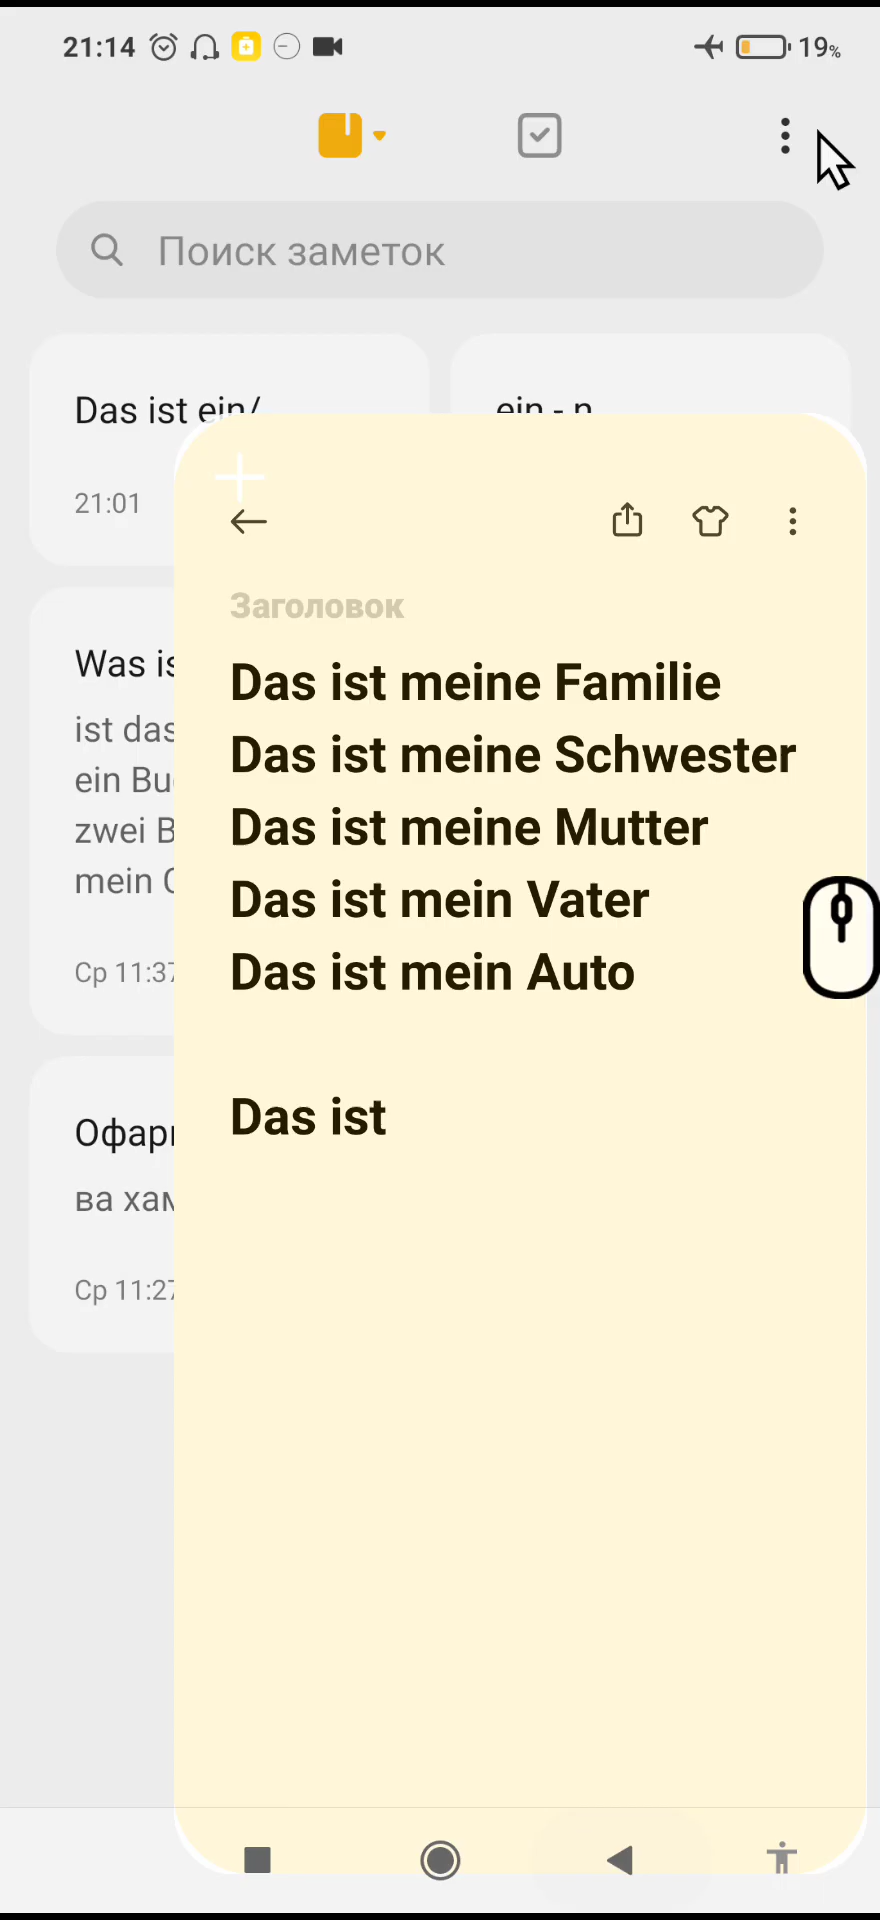 21:14
19%
Поиск заметок
Das ist ein/
ein - n
21:01
Заголовок
Das ist meine Familie
Das ist meine Schwester
Das ist meine Mutter
Das ist mein Vater
Das ist mein Auto
Das ist
Was is
ist das
ein Bu
zwei B
mein
Ср 11:37
ва хам
Ср 11:27